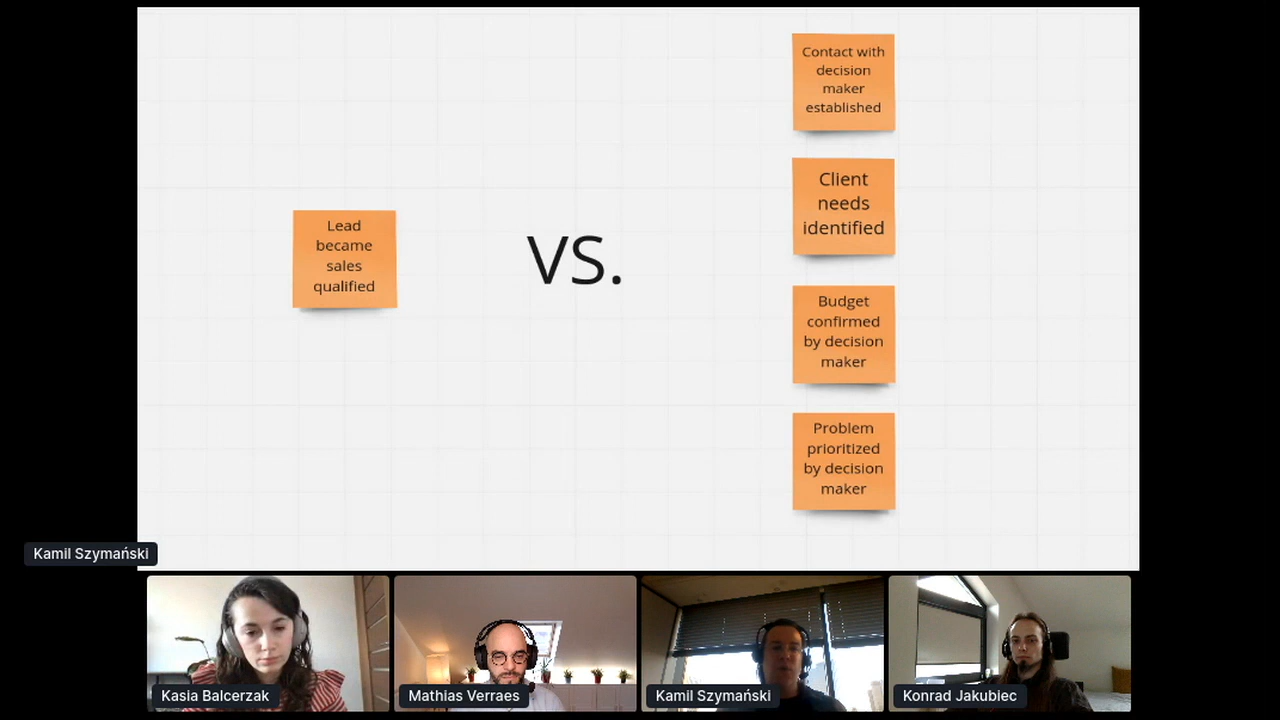 Contact with
decision
maker
established
Client
needs
identified
Lead
became
sales
qualified
VS.
Budget
confirmed
by decision
maker
Problem
prioritized
by decision
maker
Kamil Szymański
Kasia Balcerzak
Mathias Verraes
Kamil Szymański
Konrad Jakubiec